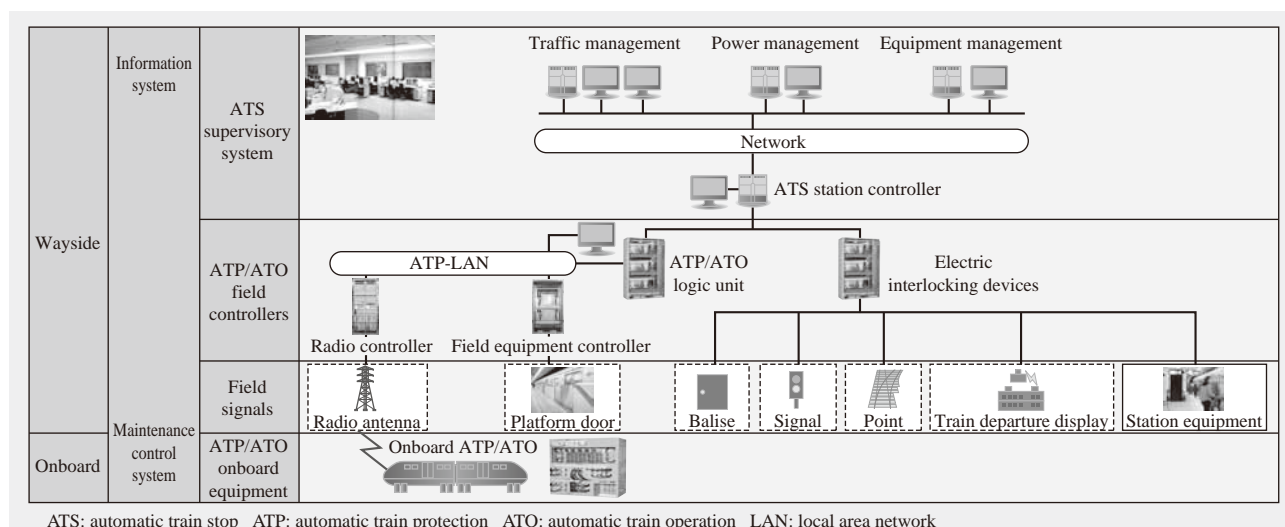 Traffic management
Power management
Equipment management
Information
system
ATS
supervisory
system
Network
ATS station controller
Wayside
ATP/ATO
field
controllers
ATP-LAN
ATP/ATO
logic unit
Electric
interlocking devices
Radio controller
Field equipment controller
Field
signals
Radio antenna
Platform door
Balise
Signal
Point
Train departure display
Station equipment
Maintenance
control
system
Onboard
ATP/ATO
onboard
equipment
Onboard ATP/ATO
ATS: automatic train stop ATP: automatic train protection ATO: automatic train operation LAN: local area network